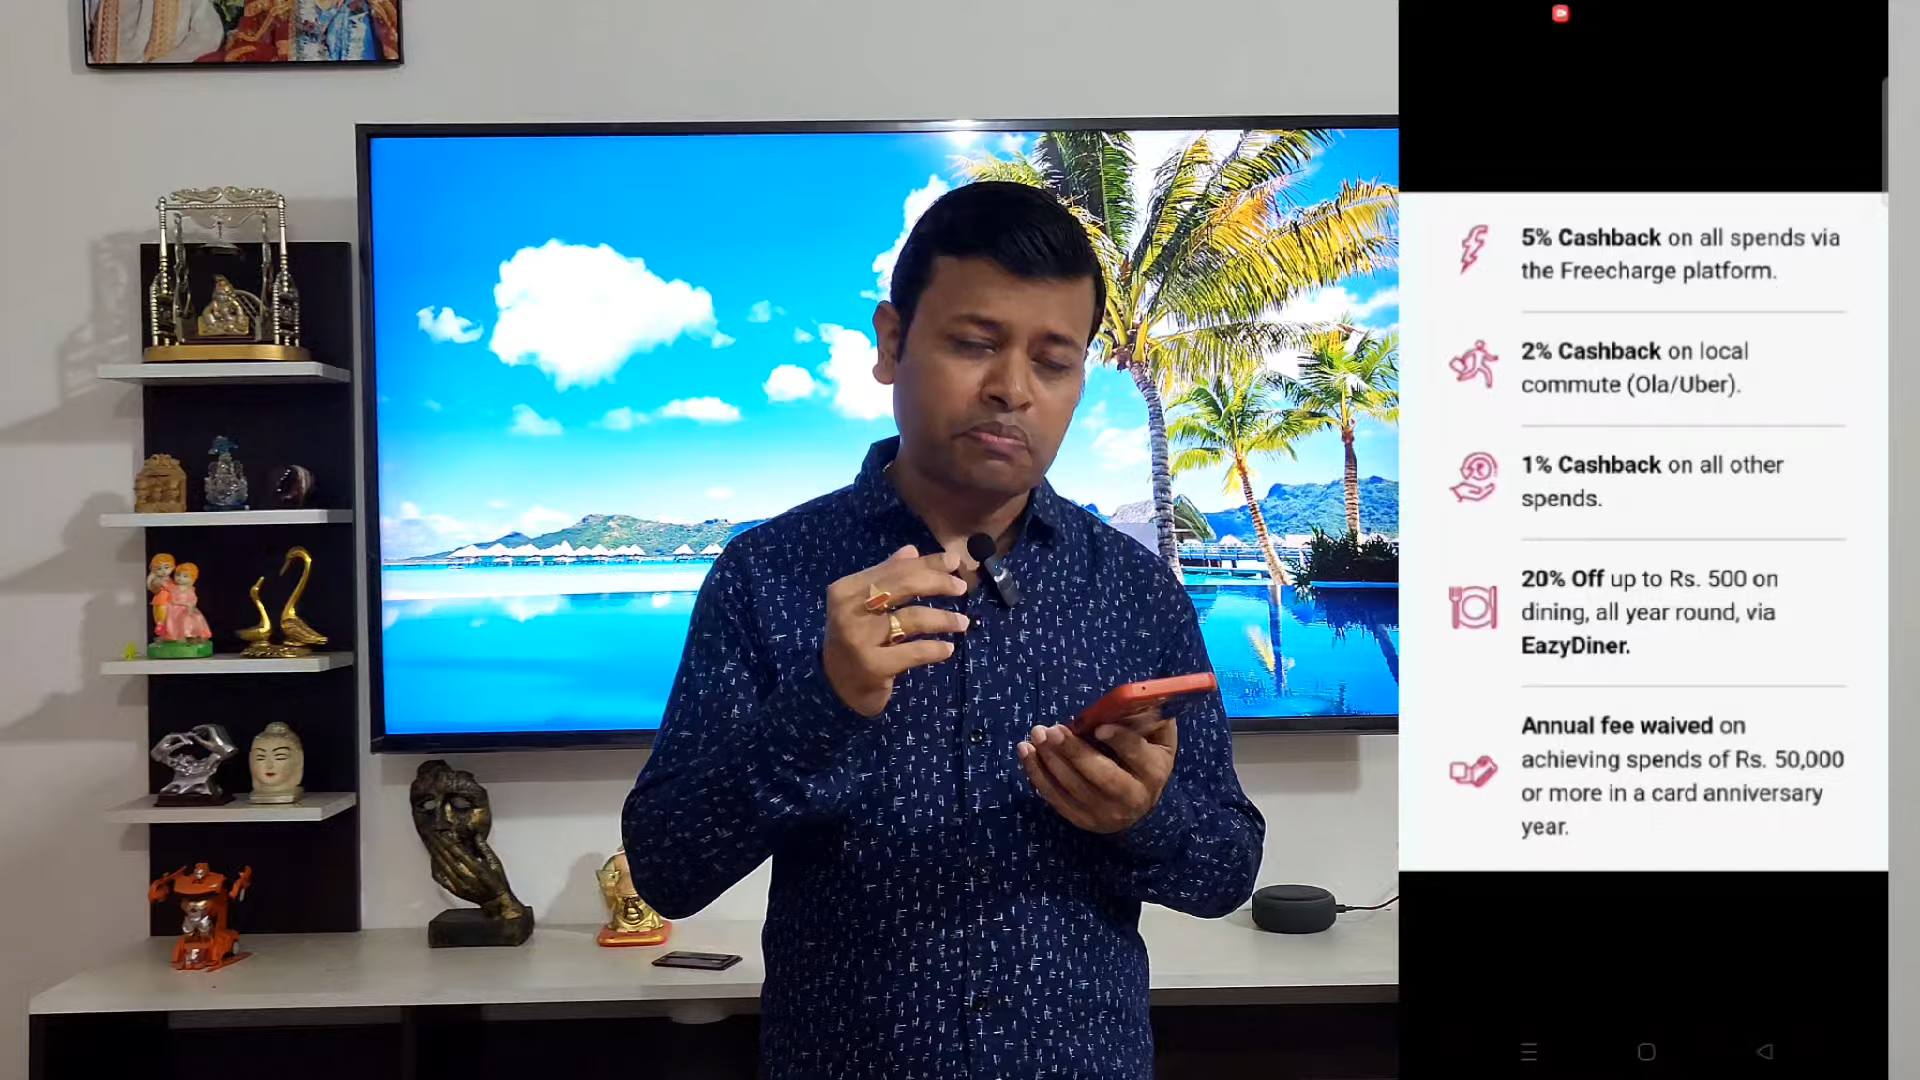 5% Cashback on all spends via
the Freecharge platform.
2% Cashback on local
commute (Ola/Uber).
1% Cashback on all other
spends.
20% Off up to Rs. 500 on
dining, all year round, via
EazyDiner.
Annual fee waived on
achieving spends of Rs. 50,000
or more in a card anniversary
year.